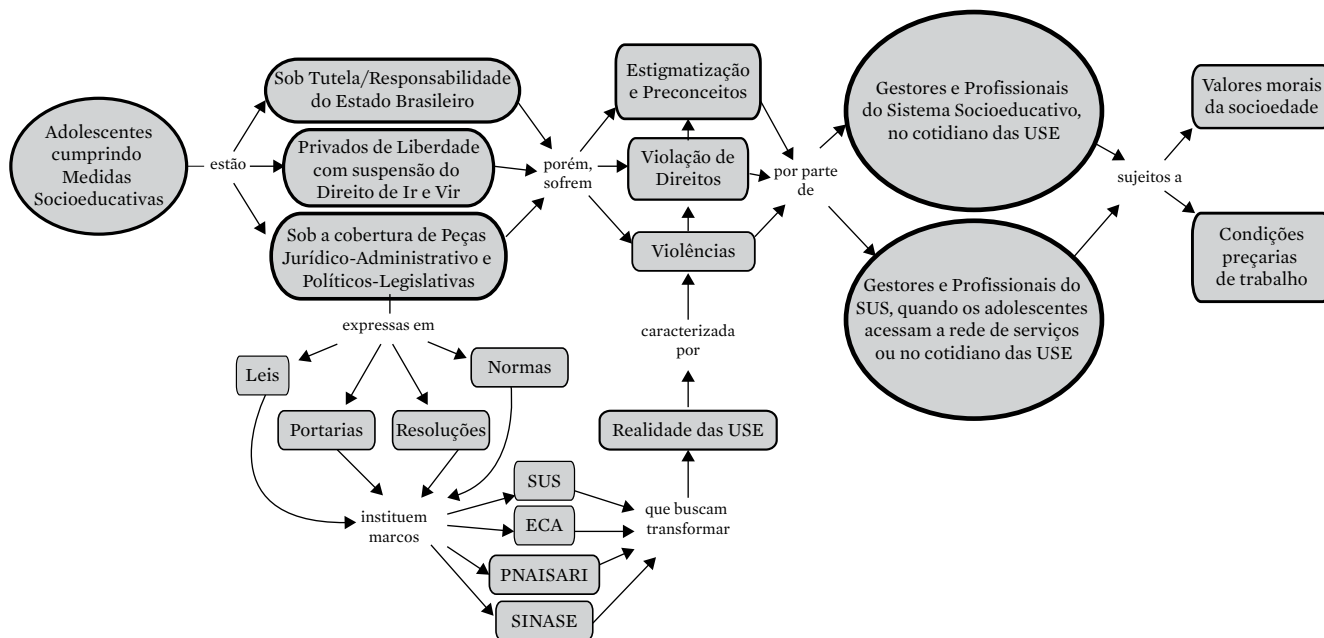 Adolescentes
cumprindo
Medidas
Socioeducativas
estão
Sob Tutela/Responsabilidade
do Estado Brasileiro
Privados de Liberdade
com suspensão do
Direito de Ir e Vir
Sob a cobertura de Peças
Jurídico-Administrativo e
Políticos-Legislativas
porém,
sofrem
Estigmatização
e Preconceitos
Violação de
Direitos
Violências
por parte
de
Gestores e Profissionais
do Sistema Socioeducativo,
no cotidiano das USE
Gestores e Profissionais do
SUS, quando os adolescentes
acessam a rede de serviços
ou no cotidiano das USE
sujeitos a
Valores morais
da socioedade
Condições
preçarias
de trabalho
expressas em
Leis
Portarias
Resoluções
Normas
instituem
marcos
SUS
ECA
PNAISARI
SINASE
que buscam
transformar
Realidade das USE
caracterizada
por